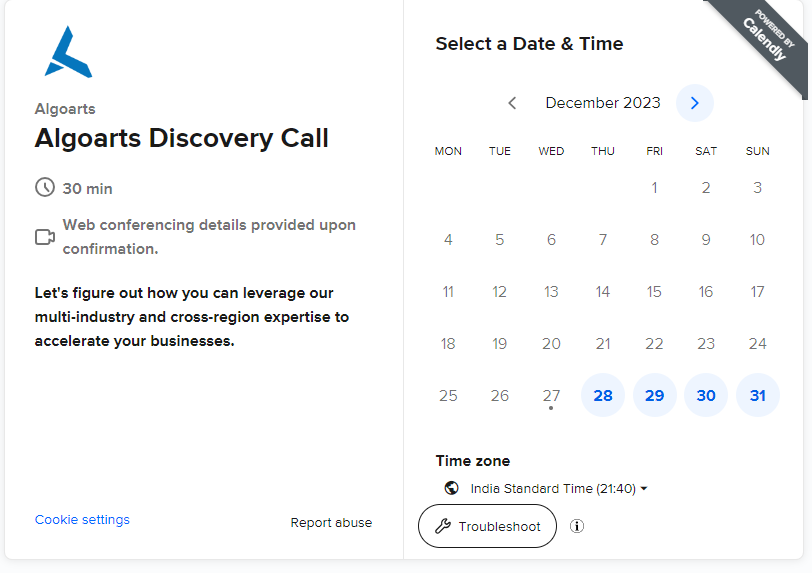 Algoarts
Algoarts Discovery Call
30 min
Web conferencing details provided upon
confirmation.
Let's figure out how you can leverage our
multi-industry and cross-region expertise to
accelerate your businesses.
Cookie settings
Report abuse
POWERED BY
Calendly
Select a Date & Time
December 2023
MON TUE WED THU FRI SAT SUN
1 2 3
4 5 6 7 8 9 10
11 12 13 14 15 16 17
18 19 20 21 22 23 24
25 26 27 28 29 30 31
Time zone
India Standard Time (21:40)
Troubleshoot